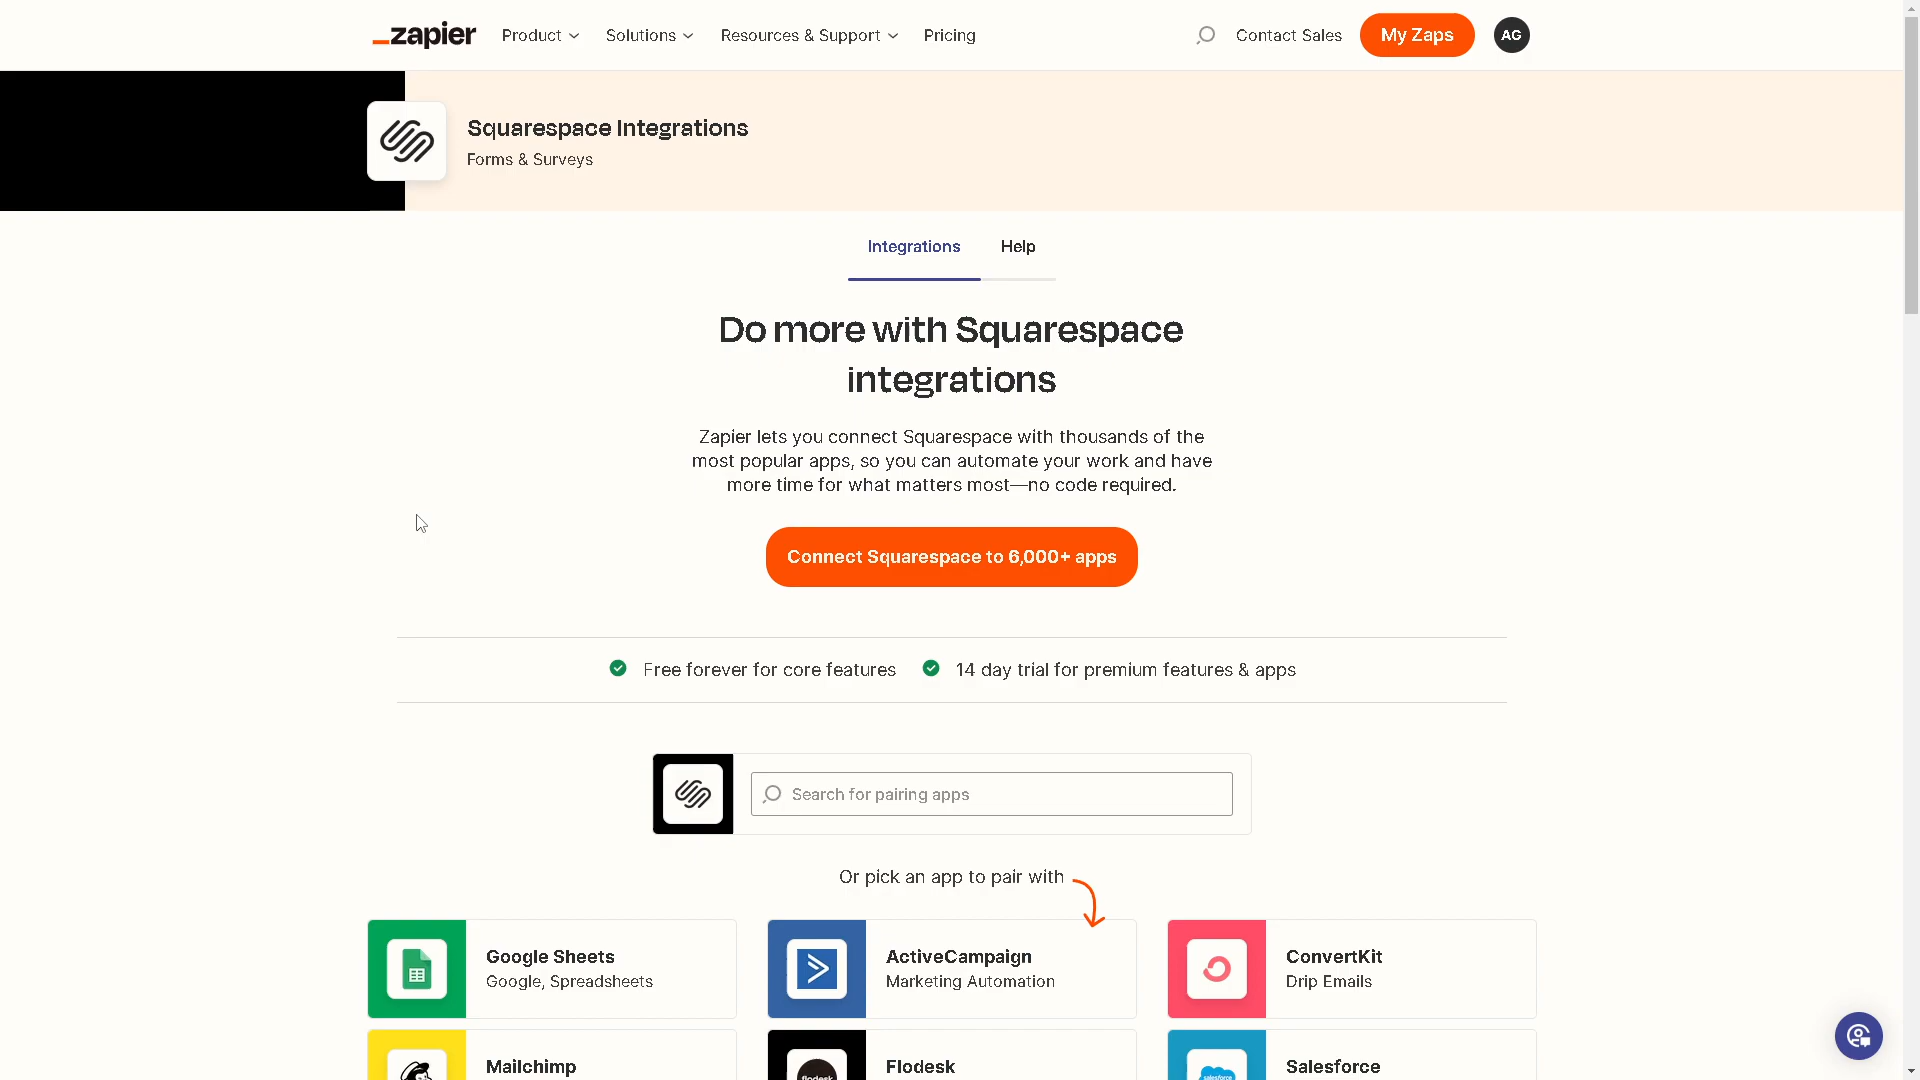 zapier
Product
Solutions
Resources & Support
Pricing
Contact Sales
My Zaps
AG
Squarespace Integrations
Forms & Surveys
Integrations
Help
Do more with Squarespace
integrations
Zapier lets you connect Squarespace with thousands of the
most popular apps, so you can automate your work and have
more time for what matters most—no code required.
Connect Squarespace to 6,000+ apps
Free forever for core features
14 day trial for premium features & apps
Search for pairing apps
Or pick an app to pair with
Google Sheets
Google, Spreadsheets
ActiveCampaign
Marketing Automation
ConvertKit
Drip Emails
Mailchimp
flodesk
Flodesk
salesforce
Salesforce